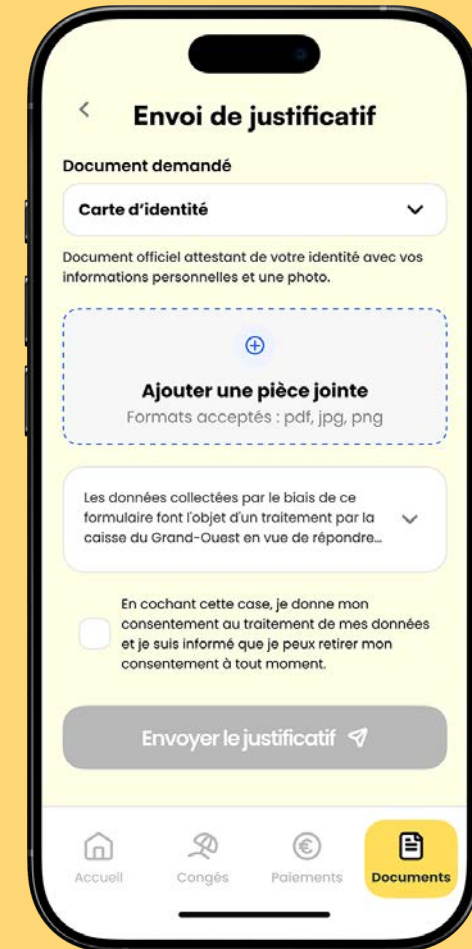 Envoi de justificatif
Document demandé
Carte d'identité
Document officiel attestant de votre identité avec vos
informations personnelles et une photo.
Ajouter une pièce jointe
Formats acceptés : pdf, jpg, png
Les données collectées par le biais de ce
formulaire font l'objet d'un traitement par la
caisse du Grand-Ouest en vue de répondre...
En cochant cette case, je donne mon
consentement au traitement de mes données
et je suis informé que je peux retirer mon
consentement à tout moment.
Envoyer le justificatif
Accueil
Congés
Paiements
Documents